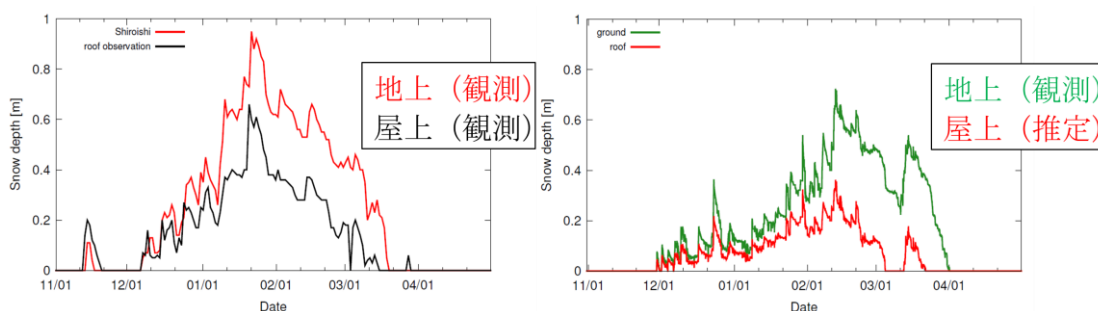 Shiroishi
roof observation
地上（観測）
屋上（観測）
Snow depth [m]
1
0.8
0.6
0.4
0.2
0
11/01 12/01 01/01 02/01 03/01 04/01
Date
ground
roof
地上（観測）
屋上（推定）
Snow depth [m]
1
0.8
0.6
0.4
0.2
0
11/01 12/01 01/01 02/01 03/01 04/01
Date